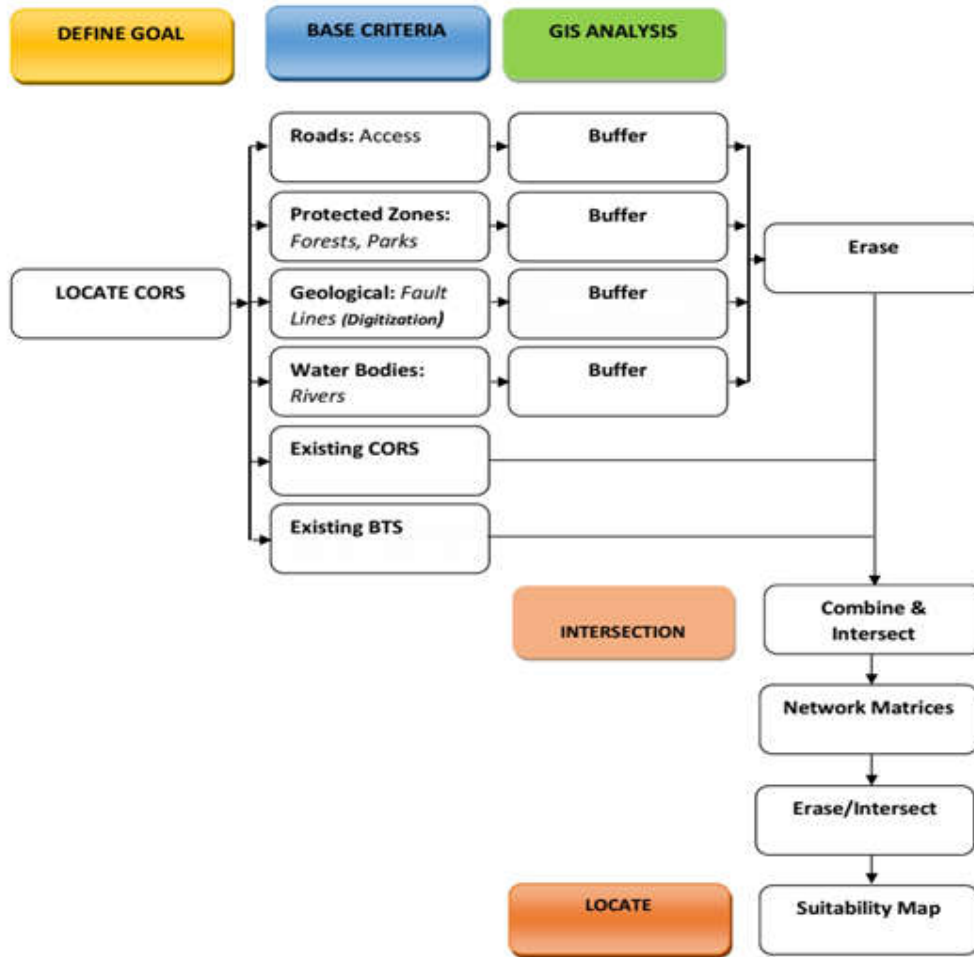 DEFINE GOAL
BASE CRITERIA
GIS ANALYSIS
Roads: Access
Buffer
Protected Zones:
Forests, Parks
Buffer
Erase
LOCATE CORS
Geological: Fault
Lines (Digitization)
Buffer
Water Bodies:
Rivers
Buffer
Existing CORS
Existing BTS
INTERSECTION
Combine &
Intersect
Network Matrices
Erase/Intersect
LOCATE
Suitability Map